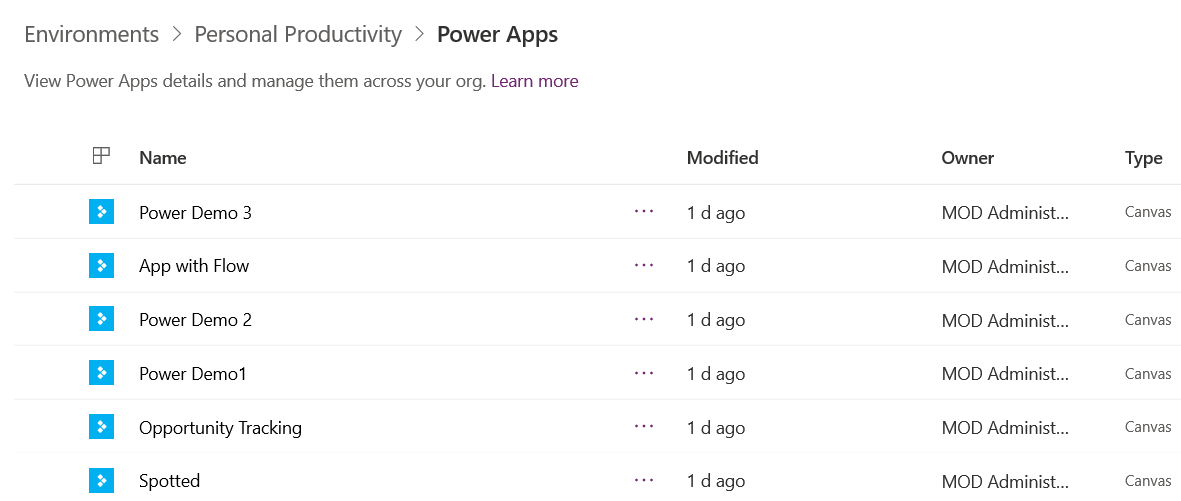 Environments > Personal Productivity > Power Apps
View Power Apps details and manage them across your org. Learn more
Name Modified Owner Type
Power Demo 3 ... 1 d ago MOD Administ... Canvas
App with Flow ... 1 d ago MOD Administ... Canvas
Power Demo 2 ... 1 d ago MOD Administ... Canvas
Power Demo1 ... 1 d ago MOD Administ... Canvas
Opportunity Tracking ... 1 d ago MOD Administ... Canvas
Spotted ... 1 d ago MOD Administ... Canvas